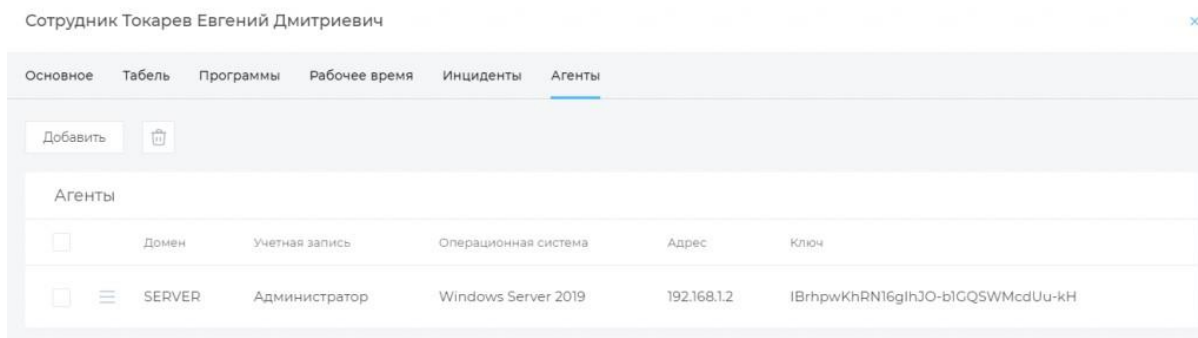 Сотрудник Токарев Евгений Дмитриевич
Основное Табель Программы Рабочее время Инциденты Агенты
Добавить
Агенты
Домен Учетная запись Операционная система Адрес Ключ
SERVER Администратор Windows Server 2019 192.168.1.2 IBrhpwKhRN16glhJO-b1GQSWMcdUu-kH